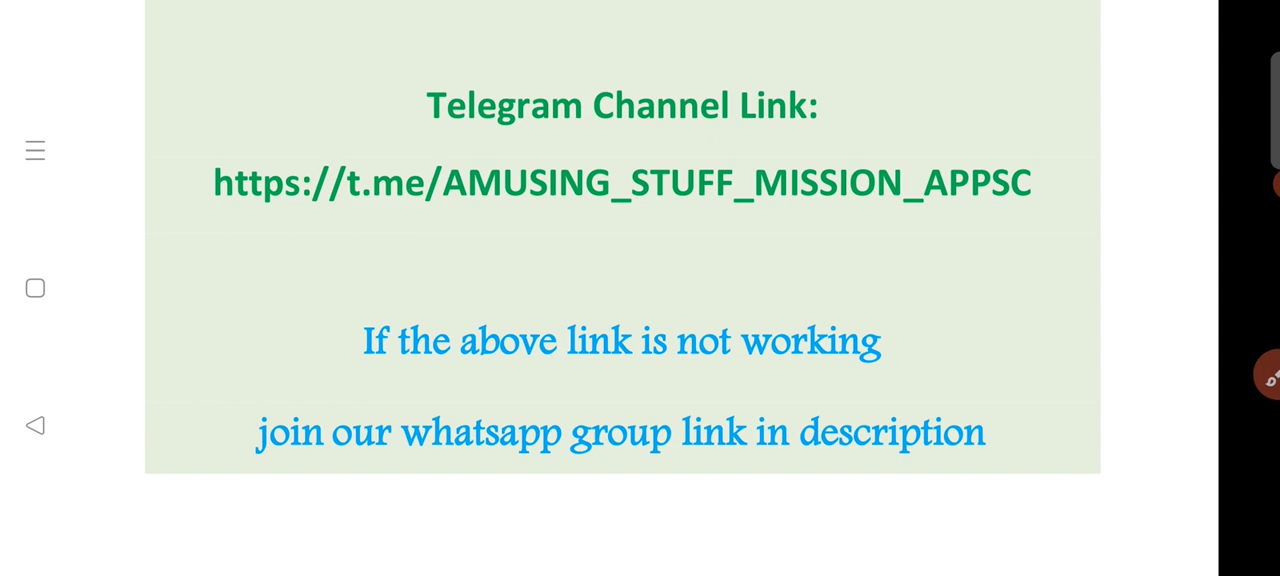 Telegram Channel Link:
https://t.me/AMUSING_STUFF_MISSION_APPSC
If the above link is not working
join our whatsapp group link in description